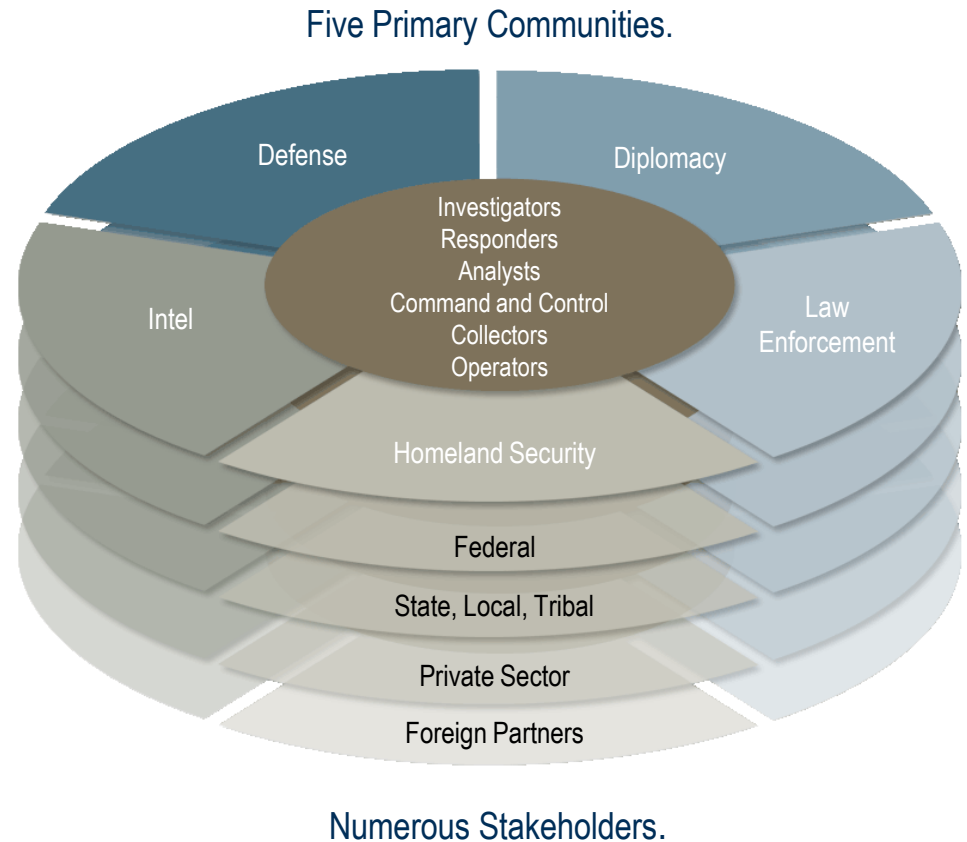 Five Primary Communities.
Defense
Diplomacy
Investigators
Responders
Analysts
Command and Control
Collectors
Operators
Intel
Law
Enforcement
Homeland Security
Federal
State, Local, Tribal
Private Sector
Foreign Partners
Numerous Stakeholders.